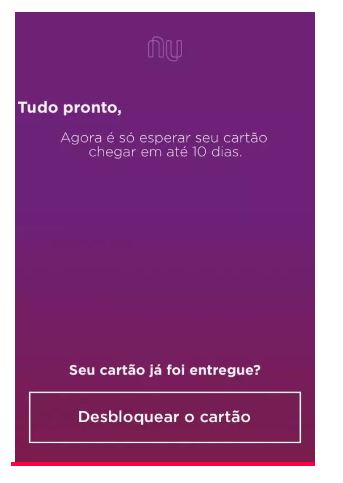 nu
Tudo pronto,
Agora é só esperar seu cartão
chegar em até 10 dias.
Seu cartão já foi entregue?
Desbloquear o cartão